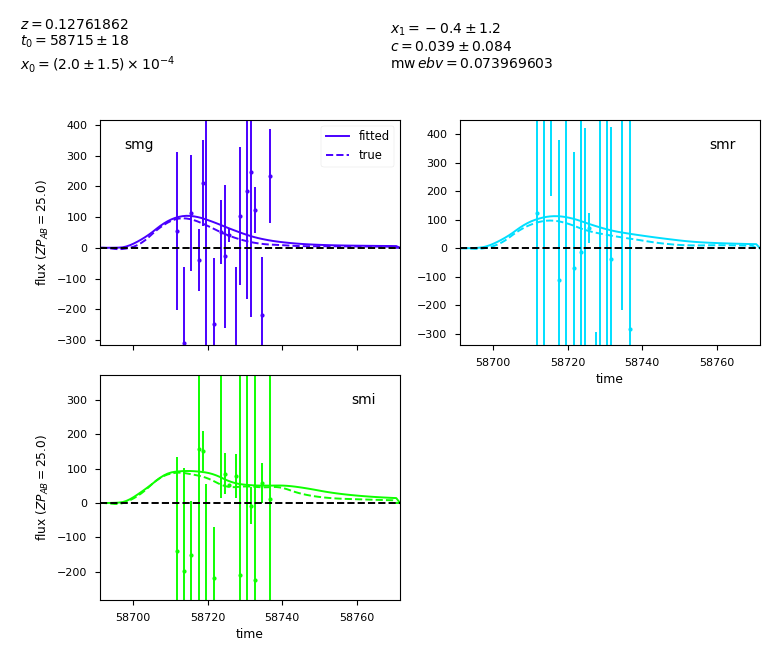 z = 0.12761862
t₀ = 58715 ± 18
x₀ = (2.0 ± 1.5) × 10⁻⁴
x₁ = −0.4 ± 1.2
c = 0.039 ± 0.084
mw ebv = 0.073969603
smg
fitted
true
400
300
200
100
0
−100
−200
−300
flux (ZP_AB = 25.0)
smr
400
300
200
100
0
−100
−200
−300
58700 58720 58740 58760
time
smi
300
200
100
0
−100
−200
flux (ZP_AB = 25.0)
58700 58720 58740 58760
time